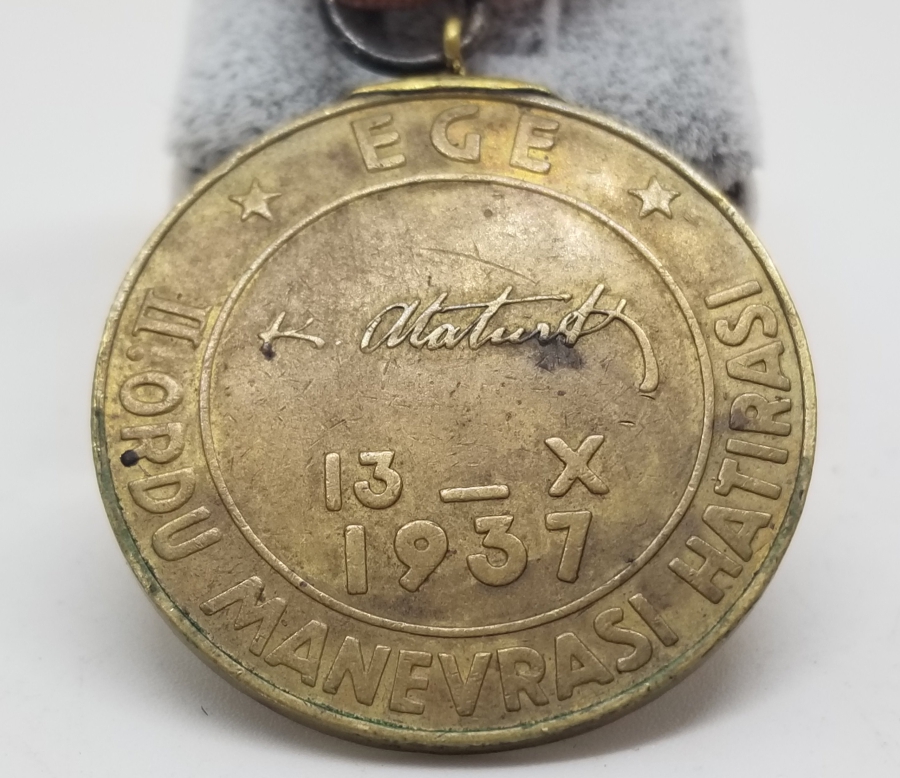 EGE
II.ORDU MANEVRASI HATIRASI
K. Atatürk
13 _ X
1937